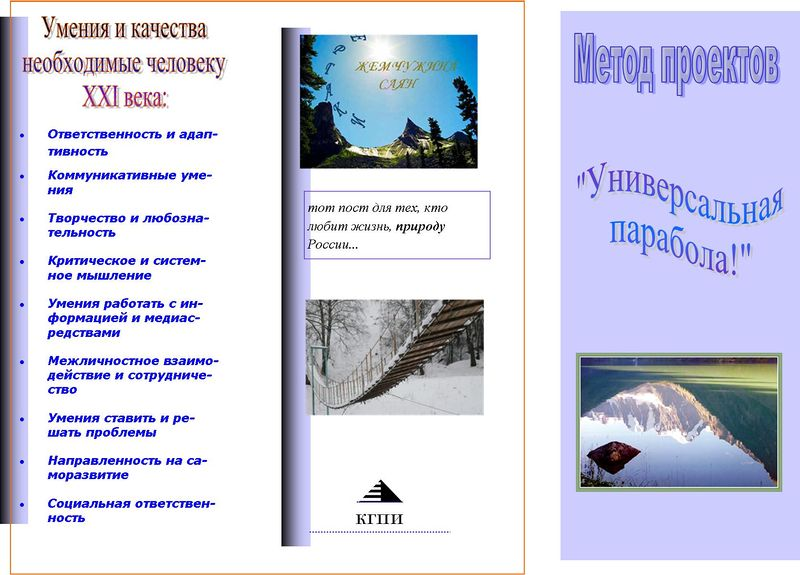 Умения и качества
необходимые человеку
XXI века:
Ответственность и адап-
тивность
Коммуникативные уме-
ния
Творчество и любозна-
тельность
Критическое и систем-
ное мышление
Умения работать с ин-
формацией и медиас-
редствами
Межличностное взаимо-
действие и сотрудниче-
ство
Умения ставить и ре-
шать проблемы
Направленность на са-
моразвитие
Социальная ответствен-
ность
ЖЕМЧУЖИНА
САЯН
тот пост для тех, кто
любит жизнь, природу
России...
КГПИ
Метод проектов
"Универсальная
парабола!"